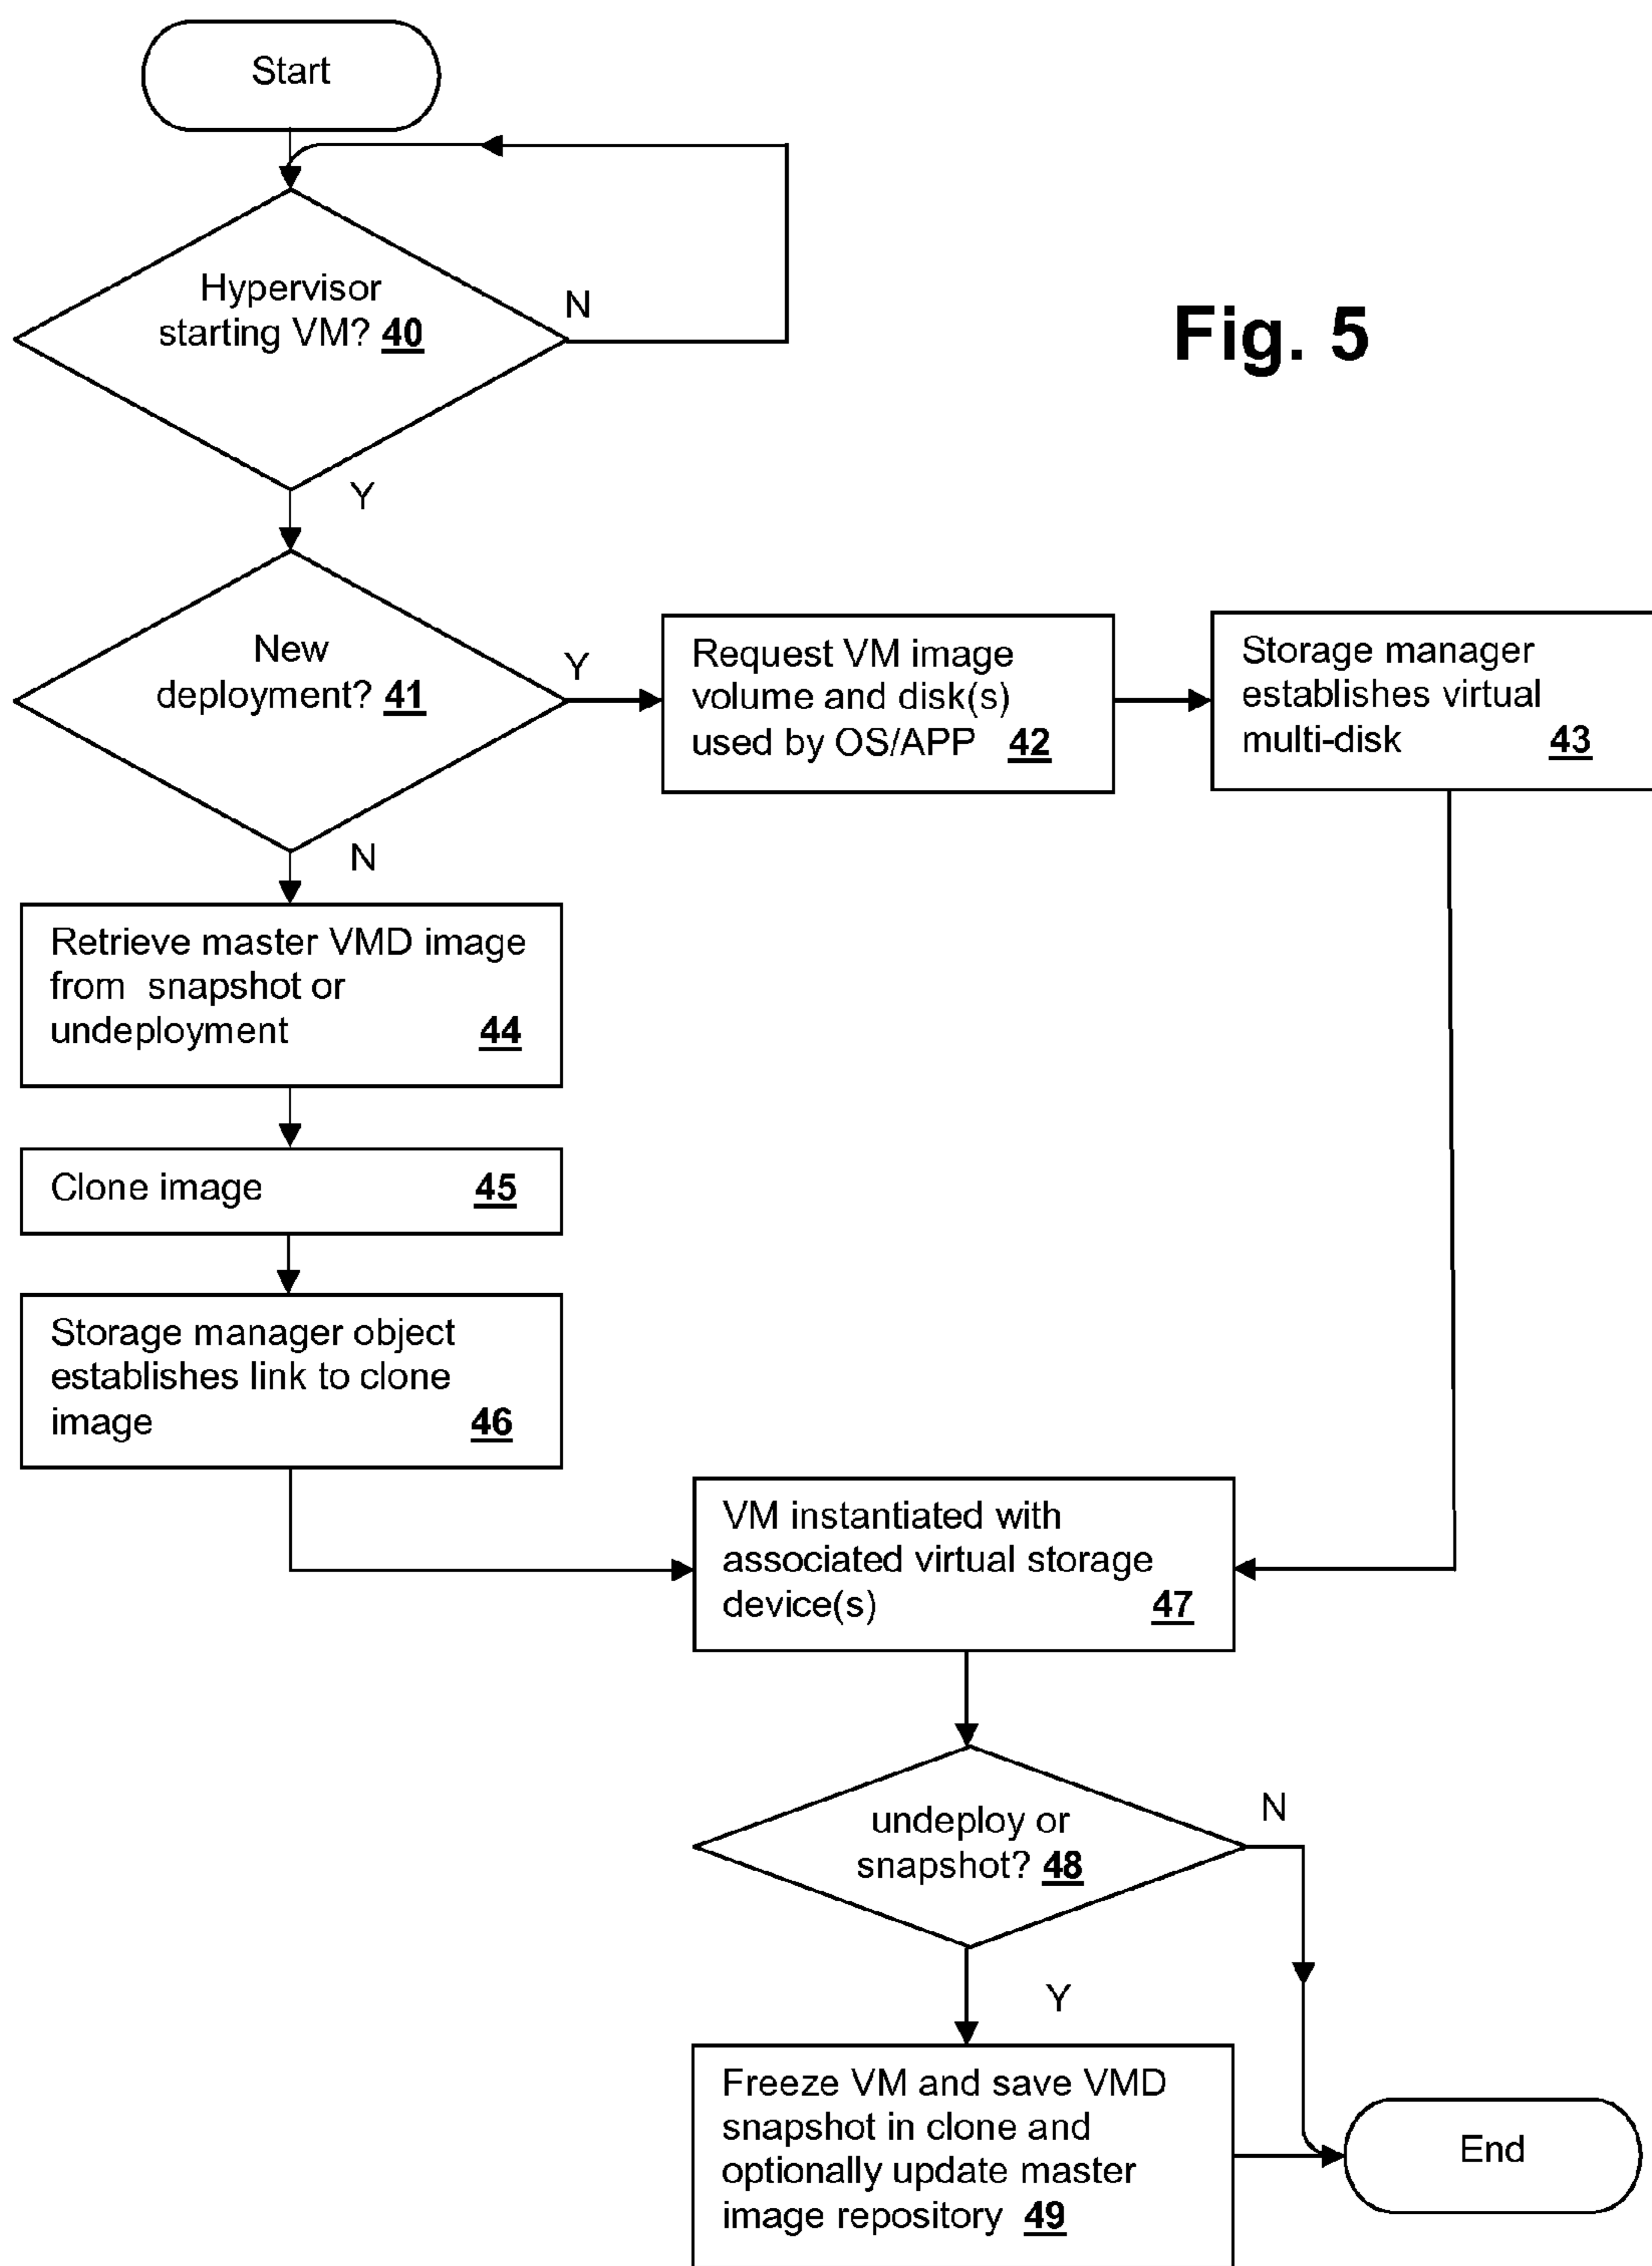 Start
Hypervisor
starting VM? 40
N
Fig. 5
Y
New
deployment? 41
Y
Request VM image
volume and disk(s)
used by OS/APP 42
Storage manager
establishes virtual
multi-disk 43
N
Retrieve master VMD image
from snapshot or
undeployment 44
Clone image 45
Storage manager object
establishes link to clone
image 46
VM instantiated with
associated virtual storage
device(s) 47
undeploy or
snapshot? 48
N
Y
Freeze VM and save VMD
snapshot in clone and
optionally update master
image repository 49
End